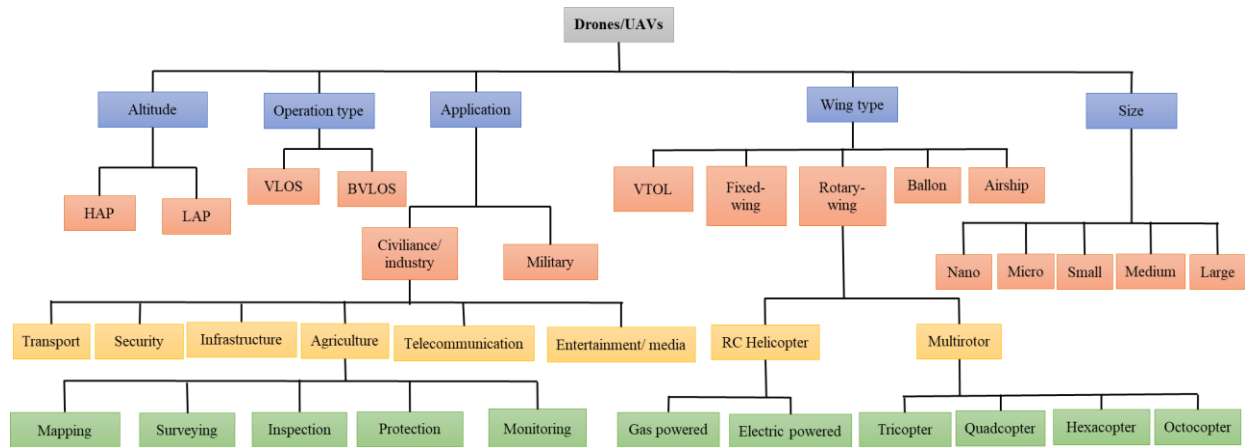 Drones/UAVs
Altitude
Operation type
Application
Wing type
Size
HAP
LAP
VLOS
BVLOS
Civiliance/
industry
Military
VTOL
Fixed-
wing
Rotary-
wing
Ballon
Airship
Nano
Micro
Small
Medium
Large
Transport
Security
Infrastructure
Agriculture
Telecommunication
Entertainment/ media
RC Helicopter
Multirotor
Mapping
Surveying
Inspection
Protection
Monitoring
Gas powered
Electric powered
Tricopter
Quadcopter
Hexacopter
Octocopter